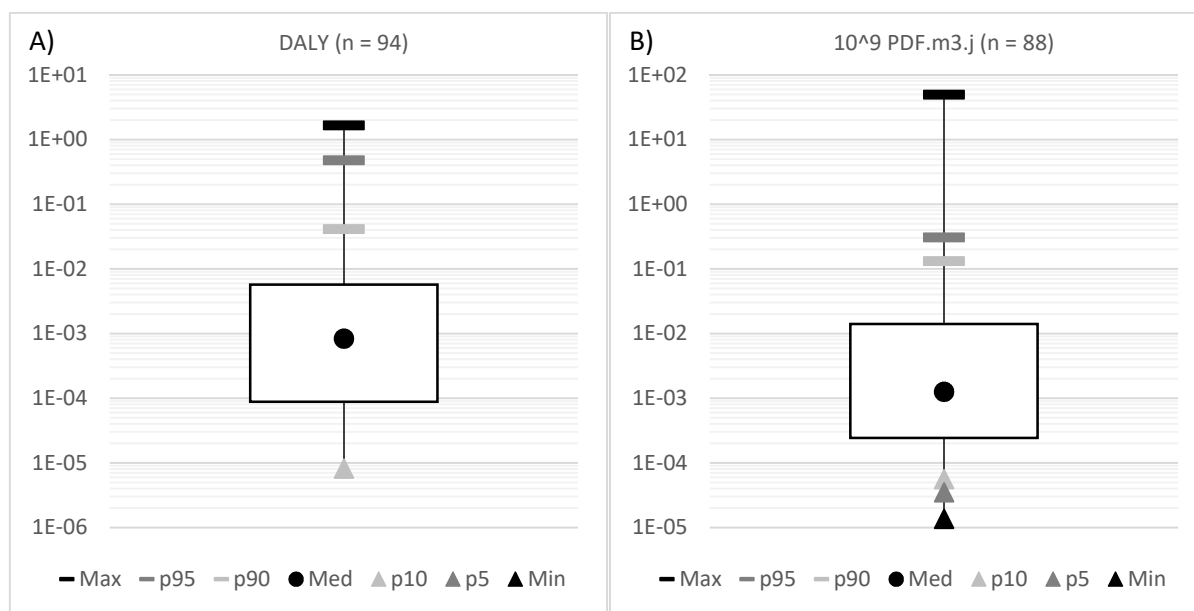 A) DALY (n = 94)
1E+01
1E+00
1E-01
1E-02
1E-03
1E-04
1E-05
1E-06
Max p95 p90 Med p10 p5 Min
B) 10^9 PDF.m3.j (n = 88)
1E+02
1E+01
1E+00
1E-01
1E-02
1E-03
1E-04
1E-05
Max p95 p90 Med p10 p5 Min